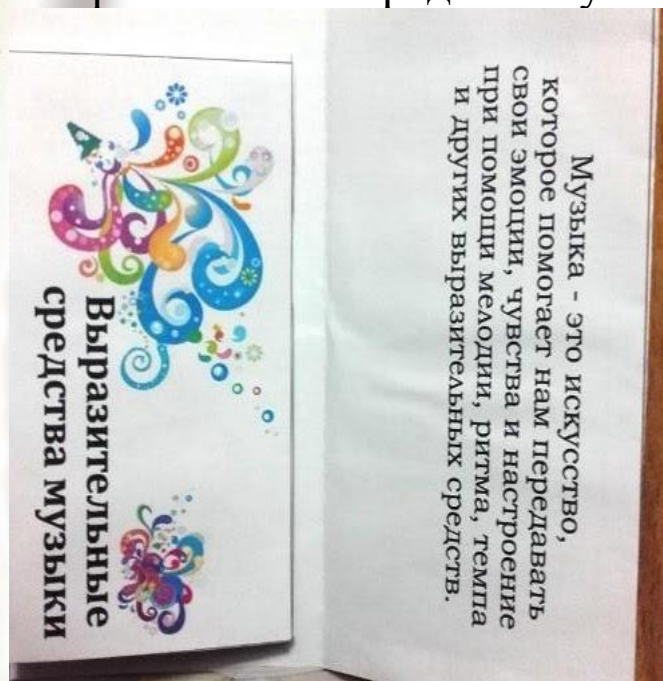 Музыка - это искусство,
которое помогает нам передавать
свои эмоции, чувства и настроение
при помощи мелодии, ритма, темпа
и других выразительных средств.
Выразительные
средства музыки